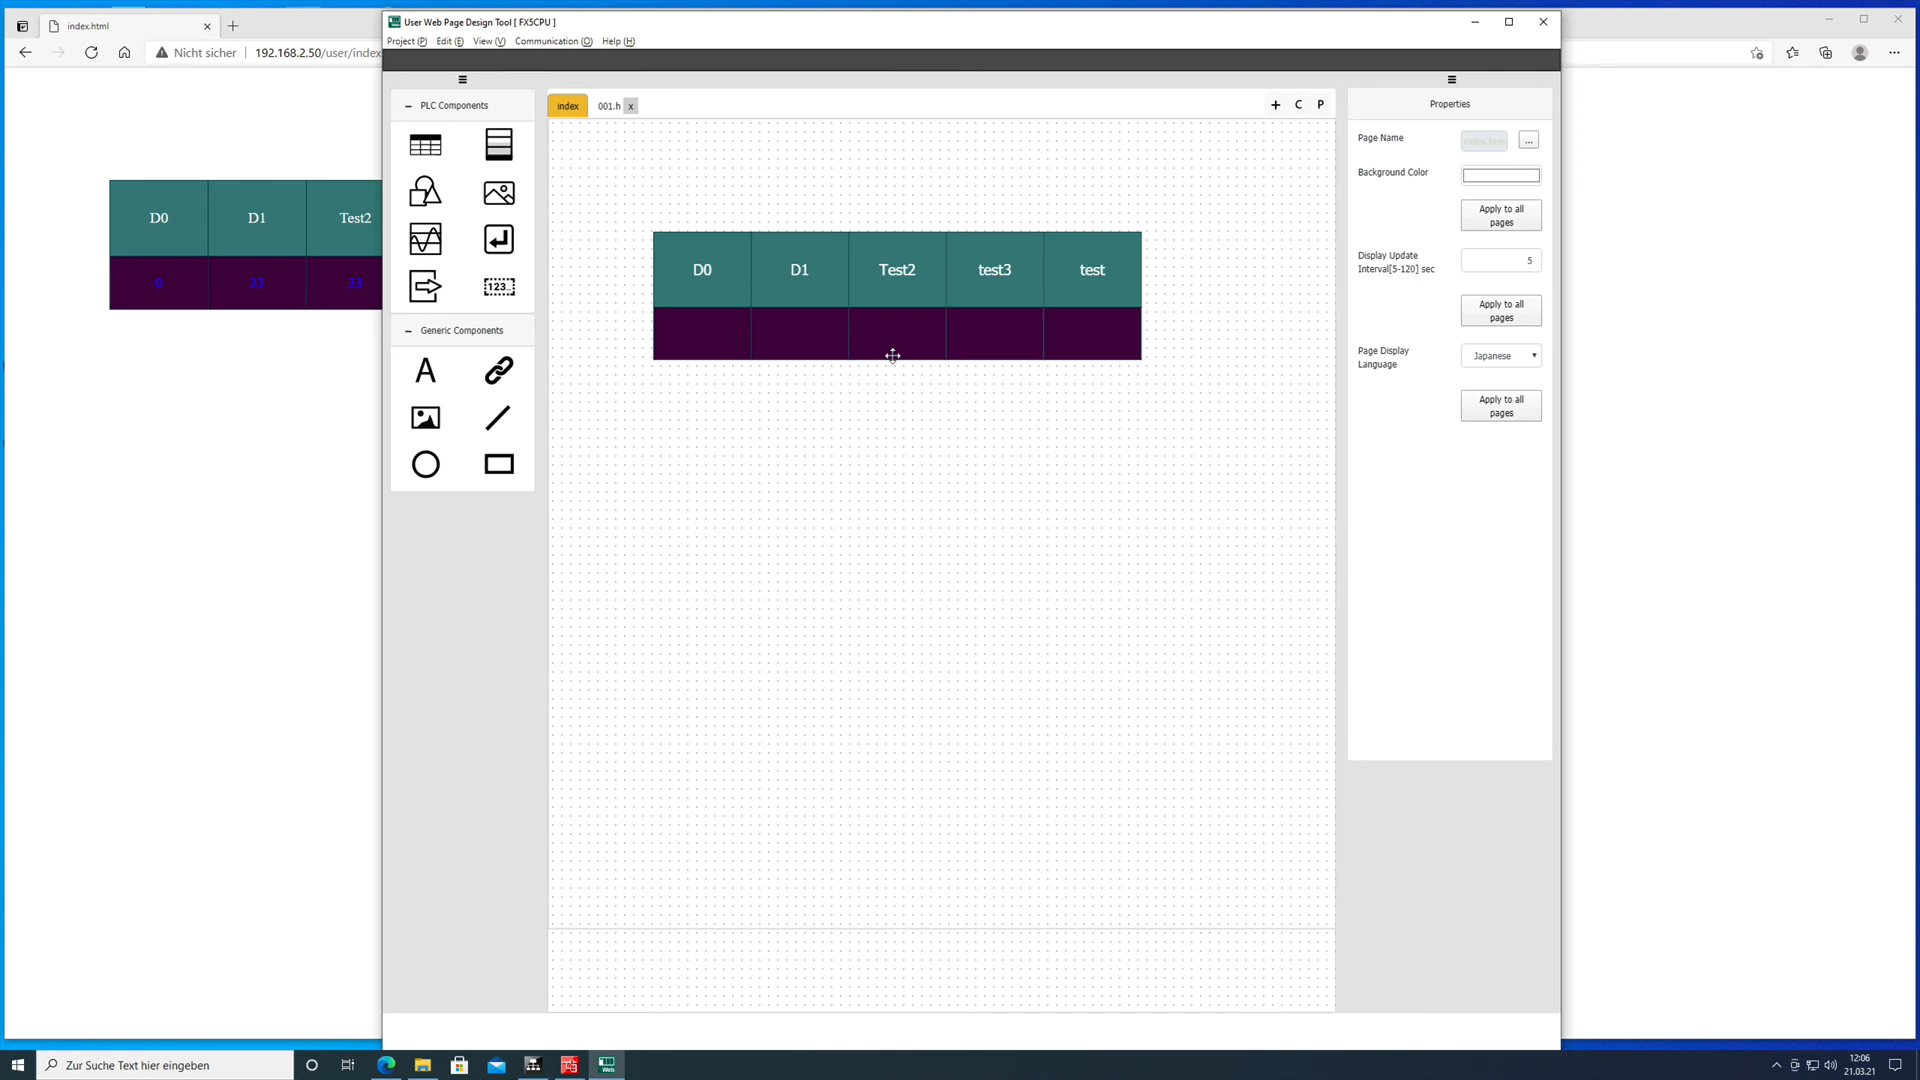 index.html
Nicht sicher
192.168.2.50/user/index
D0 D1 Test2
0 33 33
User Web Page Design Tool [ FX5CPU ]
Project (P) Edit (E) View (V) Communication (O) Help (H)
PLC Components
123...
Generic Components
A
index 001.h x
+ C P
D0 D1 Test2 test3 test
Properties
Page Name
...
Background Color
Apply to all
pages
Display Update
Interval[5-120] sec
5
Apply to all
pages
Page Display
Language
Japanese
Apply to all
pages
Zur Suche Text hier eingeben
Web
12:06
21.03.21